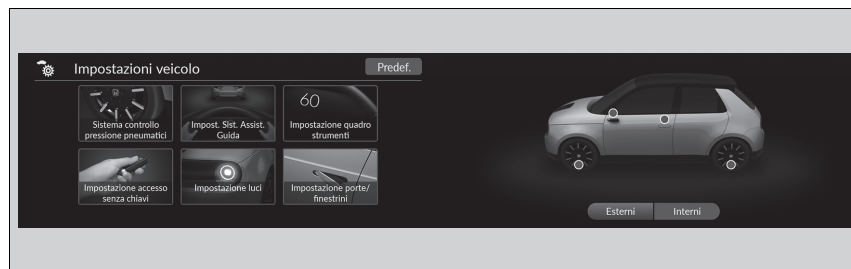 Impostazioni veicolo
Predef.
Sistema controllo
pressione pneumatici
Impost. Sist. Assist.
Guida
60
Impostazione quadro
strumenti
Impostazione accesso
senza chiavi
Impostazione luci
Impostazione porte/
finestrini
Esterni
Interni